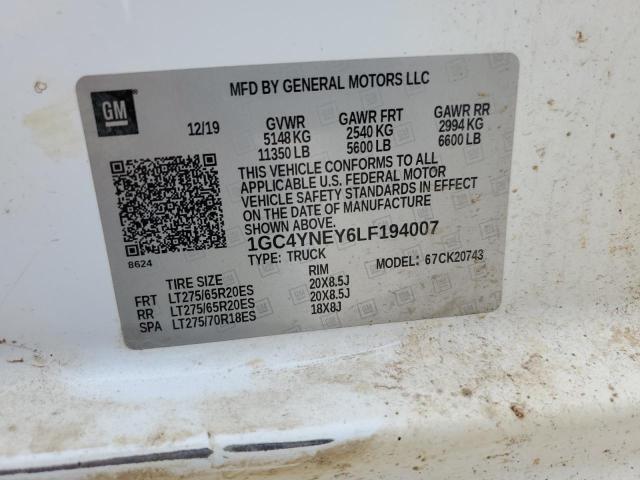 GM
MFD BY GENERAL MOTORS LLC
12/19 GVWR GAWR FRT GAWR RR
5148 KG 2540 KG 2994 KG
11350 LB 5600 LB 6600 LB
THIS VEHICLE CONFORMS TO ALL
APPLICABLE U.S. FEDERAL MOTOR
VEHICLE SAFETY STANDARDS IN EFFECT
ON THE DATE OF MANUFACTURE
SHOWN ABOVE.
1GC4YNEY6LF194007
8624
TYPE: TRUCK MODEL: 67CK20743
TIRE SIZE RIM
FRT LT275/65R20ES 20X8.5J
RR LT275/65R20ES 20X8.5J
SPA LT275/70R18ES 18X8J